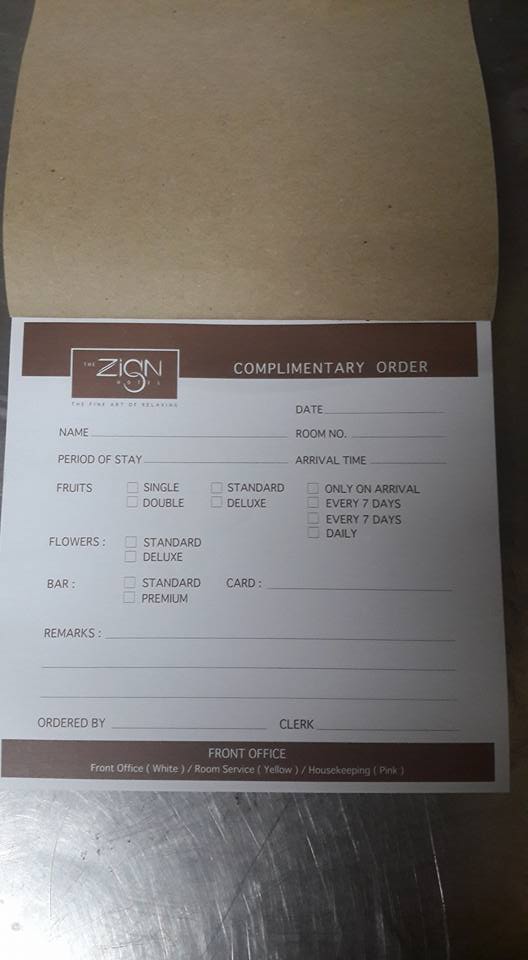 THE ZIGN HOTEL
THE FINE ART OF RELAXING
COMPLIMENTARY ORDER
DATE
NAME ROOM NO.
PERIOD OF STAY ARRIVAL TIME
FRUITS SINGLE STANDARD ONLY ON ARRIVAL
DOUBLE DELUXE EVERY 7 DAYS
EVERY 7 DAYS
DAILY
FLOWERS : STANDARD
DELUXE
BAR : STANDARD CARD :
PREMIUM
REMARKS :
ORDERED BY CLERK
FRONT OFFICE
Front Office ( White ) / Room Service ( Yellow ) / Housekeeping ( Pink )